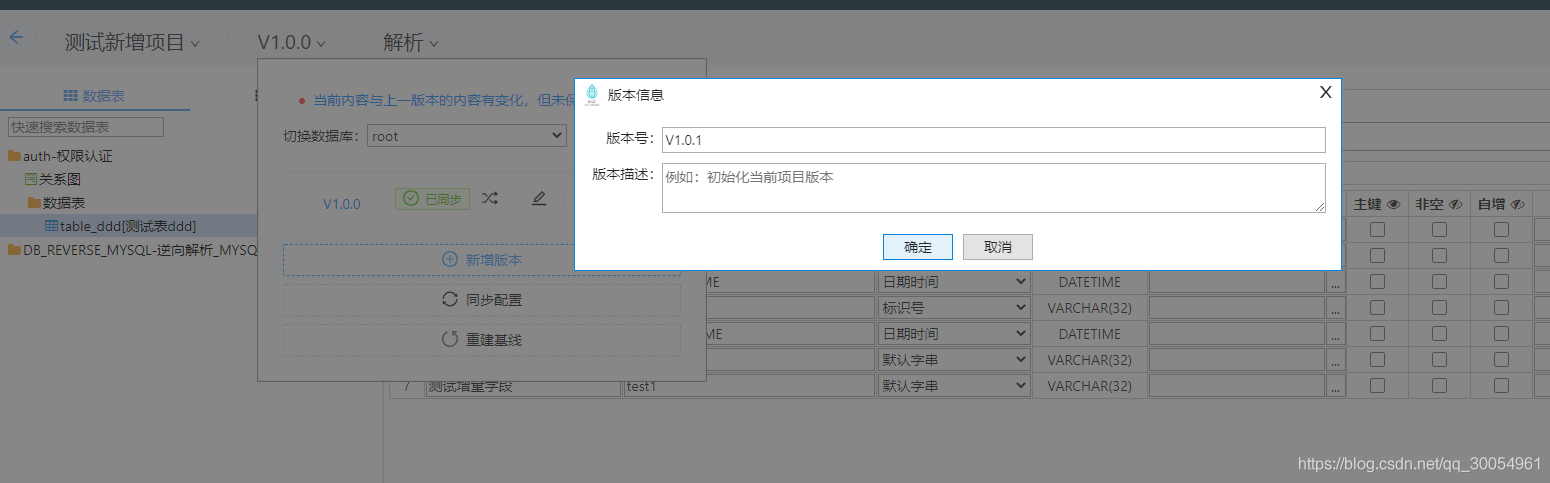 测试新增项目
V1.0.0
解析
数据表
当前内容与上一版本的内容有变化，但未保
版本信息
X
快速搜索数据表
切换数据库：
root
版本号：
V1.0.1
auth-权限认证
版本描述：
例如：初始化当前项目版本
关系图
数据表
V1.0.0
已同步
主键
非空
自增
table_ddd[测试表ddd]
确定
取消
DB_REVERSE_MYSQL-逆向解析_MYSQ
新增版本
ME
日期时间
DATETIME
...
同步配置
标识号
VARCHAR(32)
...
重建基线
ME
日期时间
DATETIME
...
默认字串
VARCHAR(32)
...
7
测试增量字段
test1
默认字串
VARCHAR(32)
...
https://blog.csdn.net/qq_30054961